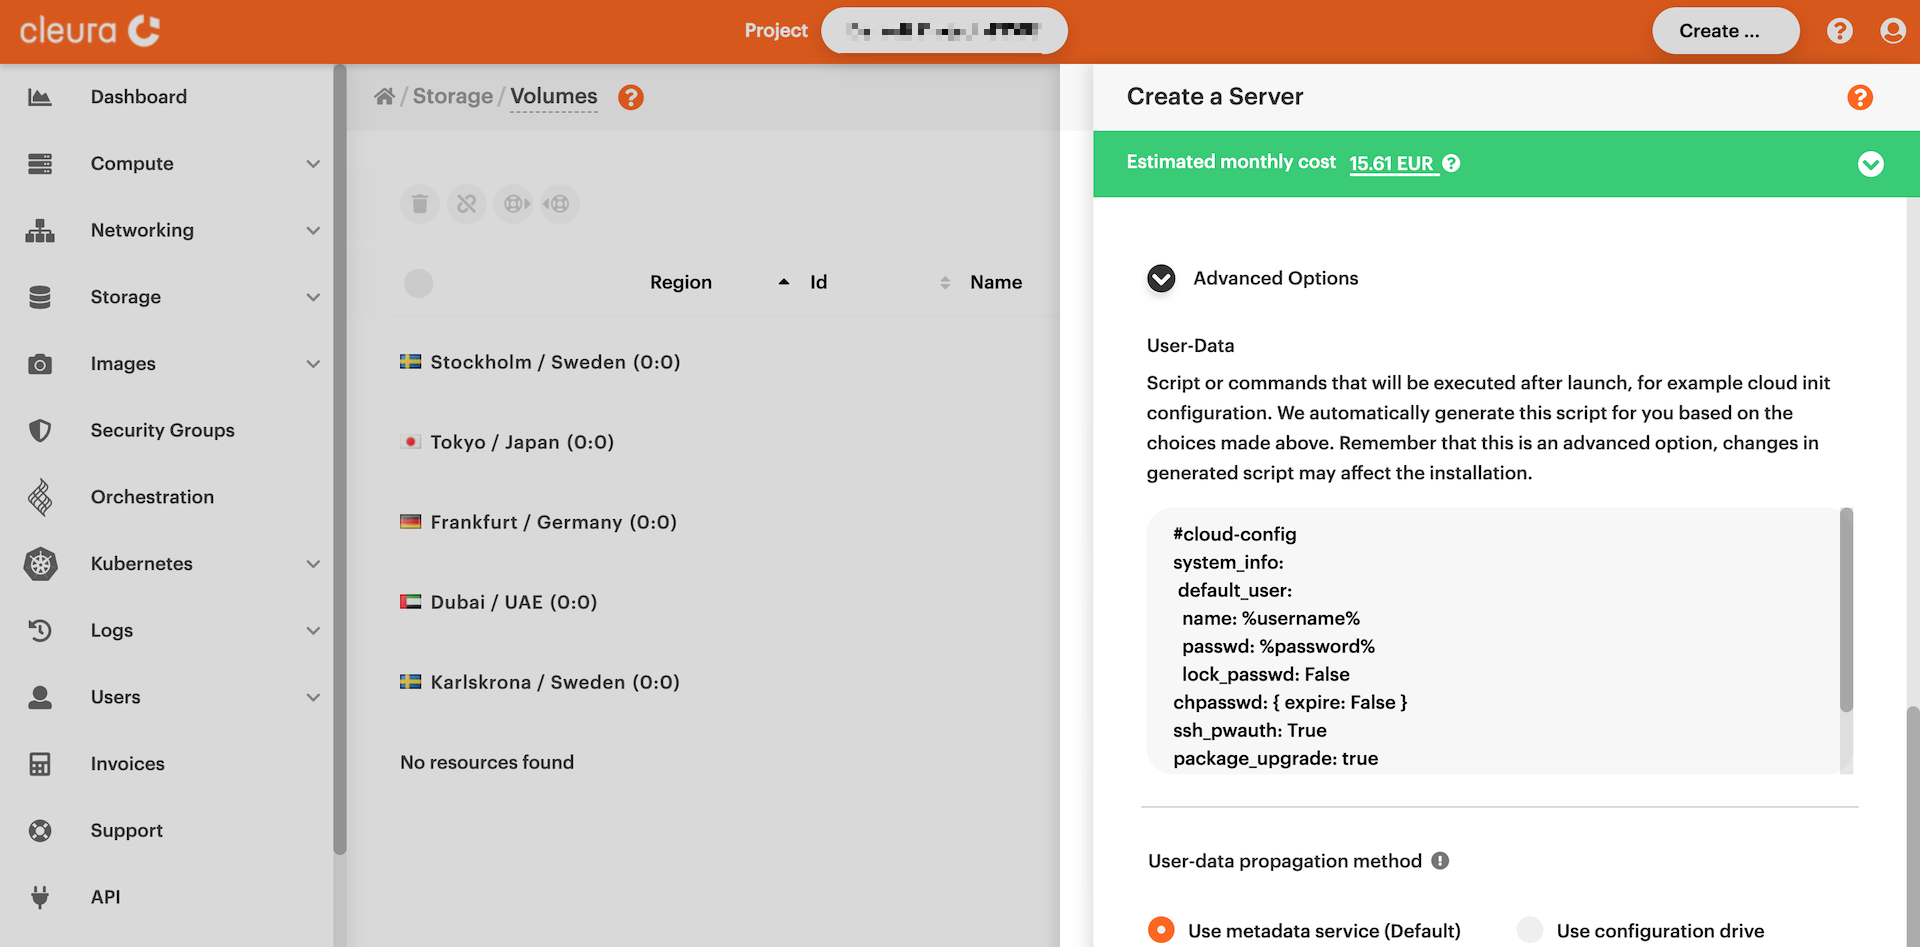 cleura
Project
Create ...
Dashboard
Compute
Networking
Storage
Images
Security Groups
Orchestration
Kubernetes
Logs
Users
Invoices
Support
API
/ Storage / Volumes
Region Id Name
Stockholm / Sweden (0:0)
Tokyo / Japan (0:0)
Frankfurt / Germany (0:0)
Dubai / UAE (0:0)
Karlskrona / Sweden (0:0)
No resources found
Create a Server
Estimated monthly cost 15.61 EUR
Advanced Options
User-Data
Script or commands that will be executed after launch, for example cloud init
configuration. We automatically generate this script for you based on the
choices made above. Remember that this is an advanced option, changes in
generated script may affect the installation.
#cloud-config
system_info:
default_user:
name: %username%
passwd: %password%
lock_passwd: False
chpasswd: { expire: False }
ssh_pwauth: True
package_upgrade: true
User-data propagation method
Use metadata service (Default)
Use configuration drive